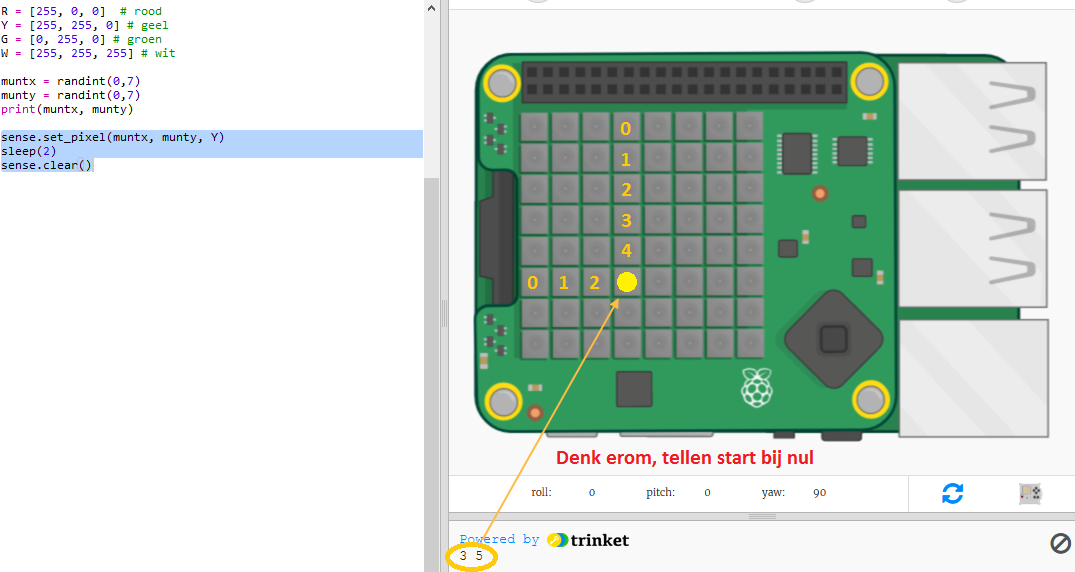 R = [255, 0, 0]  # rood
Y = [255, 255, 0] # geel
G = [0, 255, 0] # groen
W = [255, 255, 255] # wit
muntx = randint(0,7)
munty = randint(0,7)
print(muntx, munty)
sense.set_pixel(muntx, munty, Y)
sleep(2)
sense.clear()
0
1
2
3
4
0 1 2
Denk erom, tellen start bij nul
roll: 0 pitch: 0 yaw: 90
Powered by trinket
3 5